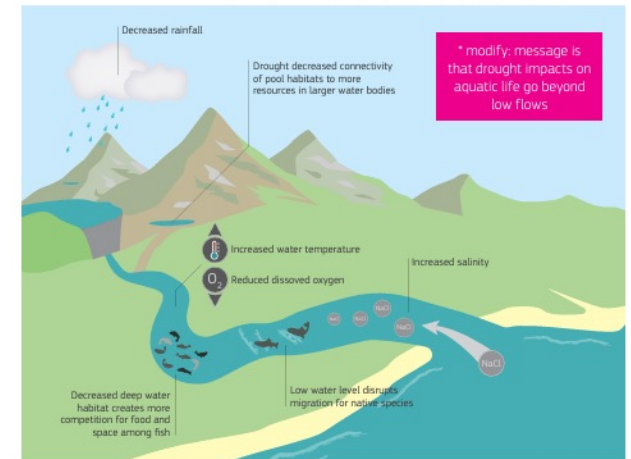 Decreased rainfall
Drought decreased connectivity
of pool habitats to more
resources in larger water bodies
* modify: message is
that drought impacts on
aquatic life go beyond
low flows
Increased water temperature
O2
Reduced dissoved oxygen
Increased salinity
NaCl
NaCl
NaCl
NaCl
NaCl
Decreased deep water
habitat creates more
competition for food and
space among fish
Low water level disrupts
migration for native species